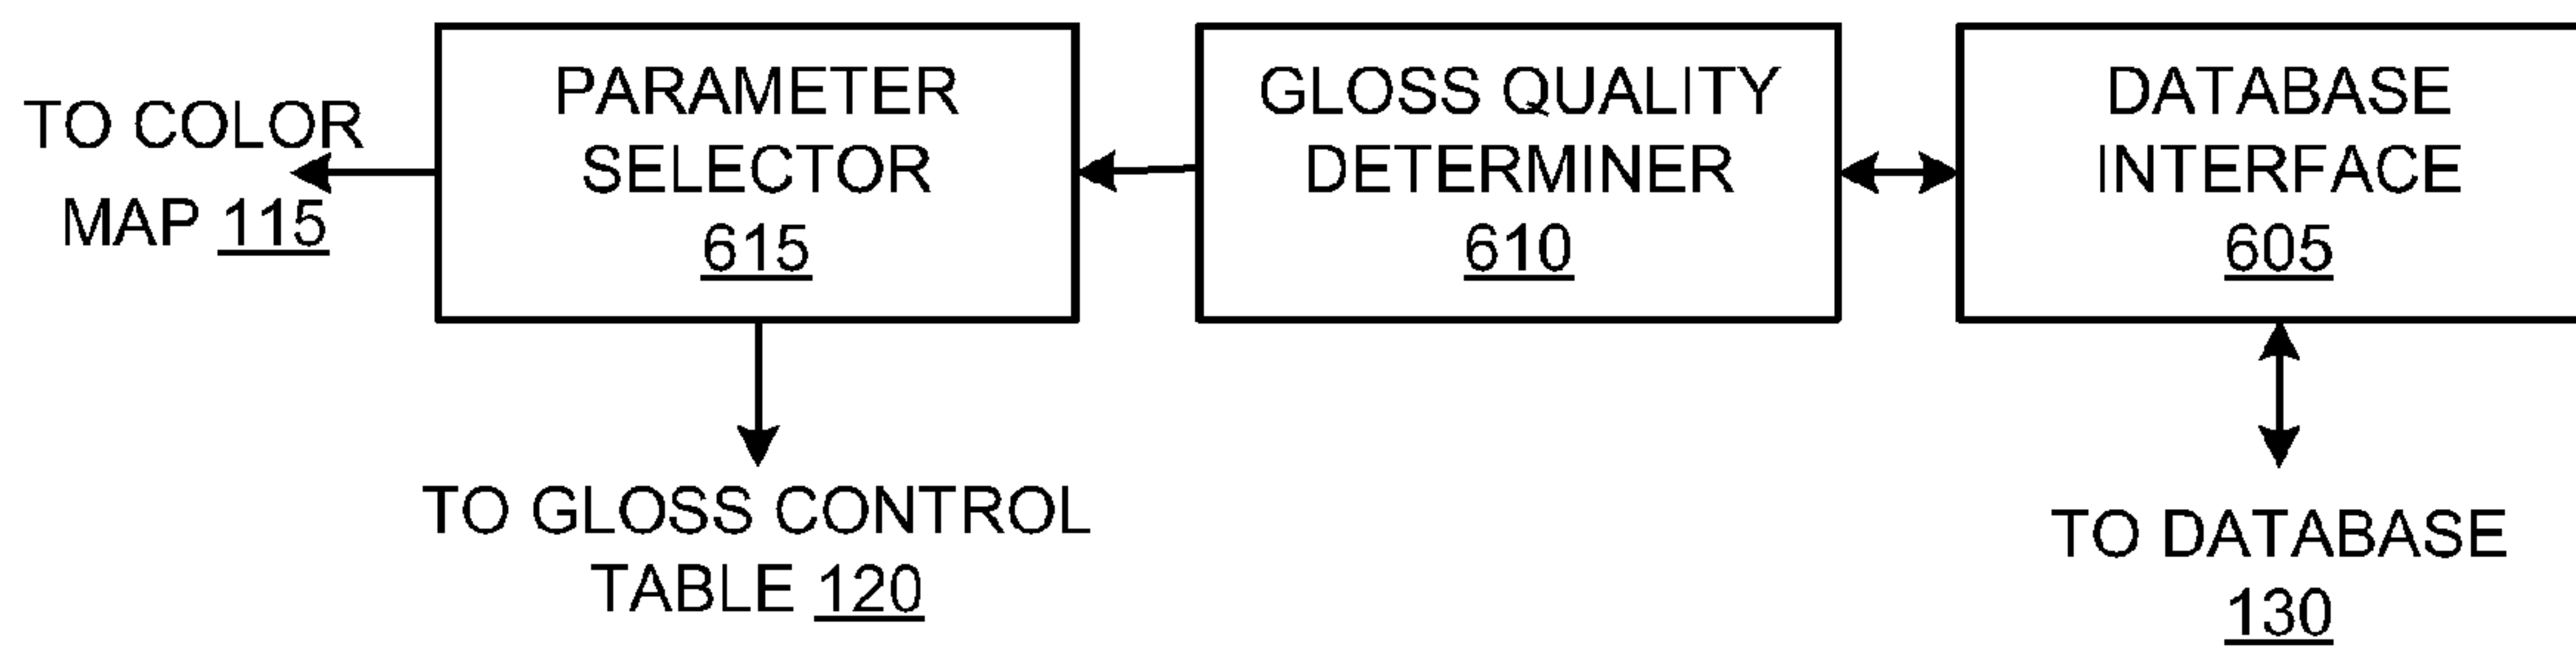 TO COLOR
MAP 115
PARAMETER
SELECTOR
615
GLOSS QUALITY
DETERMINER
610
DATABASE
INTERFACE
605
TO GLOSS CONTROL
TABLE 120
TO DATABASE
130